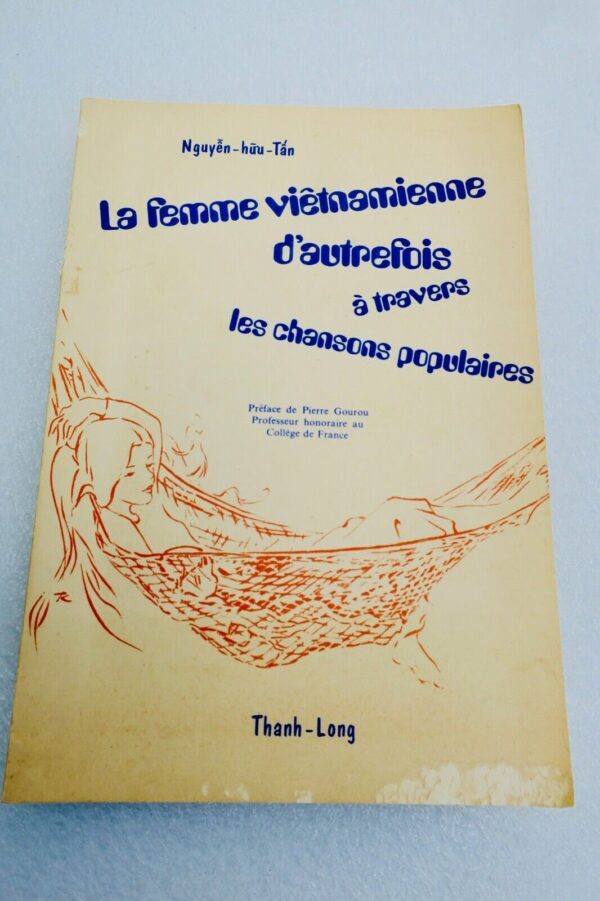 Nguyễn-hữu-Tấn
La femme viêtnamienne
d'autrefois
à travers
les chansons populaires
Préface de Pierre Gourou
Professeur honoraire au
Collége de France
Thanh-Long